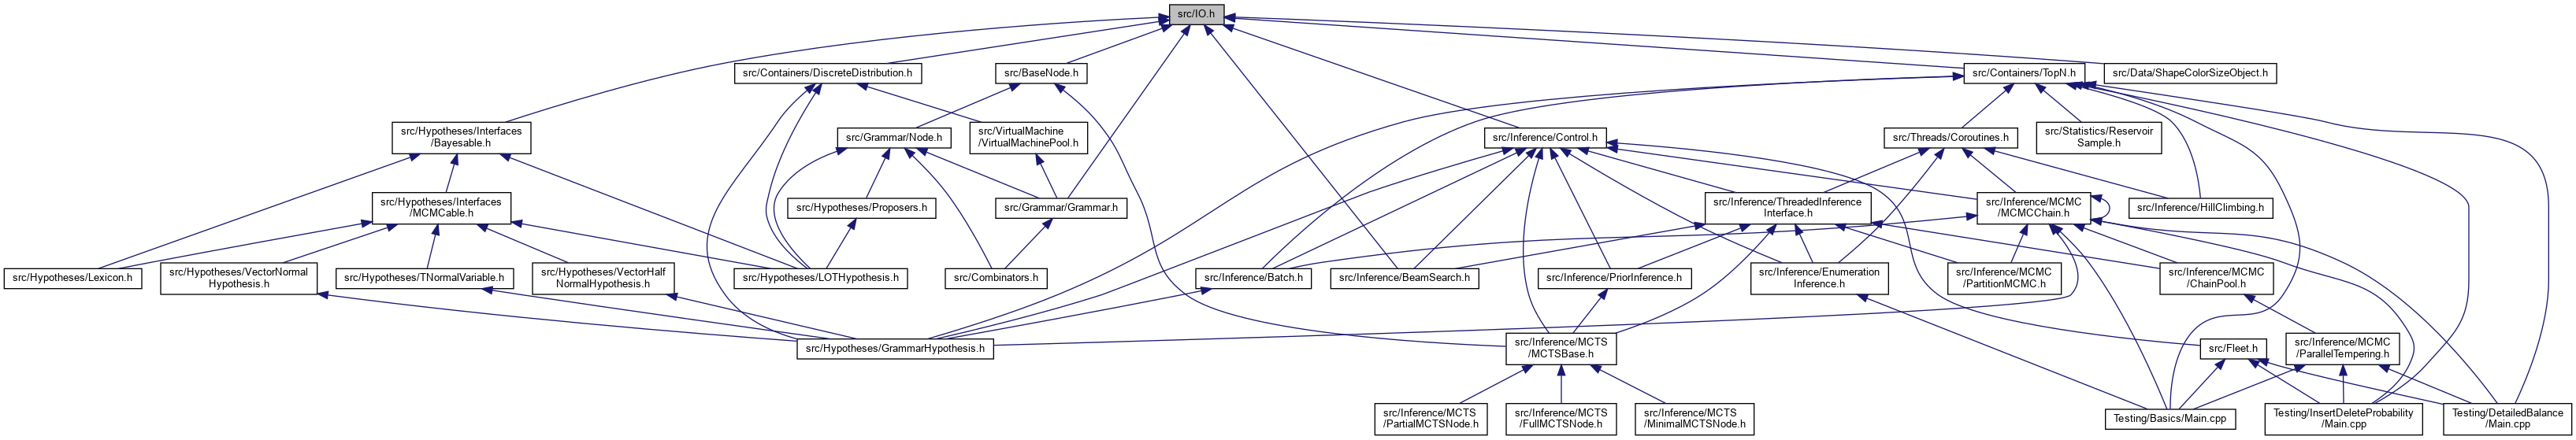 src/IO.h
src/Containers/DiscreteDistribution.h
src/BaseNode.h
src/Containers/TopN.h
src/Data/ShapeColorSizeObject.h
src/Hypotheses/Interfaces
/Bayesable.h
src/Grammar/Node.h
src/VirtualMachine
/VirtualMachinePool.h
src/Inference/Control.h
src/Threads/Coroutines.h
src/Statistics/Reservoir
Sample.h
src/Hypotheses/Interfaces
/MCMCable.h
src/Hypotheses/Proposers.h
src/Grammar/Grammar.h
src/Inference/ThreadedInference
Interface.h
src/Inference/MCMC
/MCMCChain.h
src/Inference/HillClimbing.h
src/Hypotheses/Lexicon.h
src/Hypotheses/VectorNormal
Hypothesis.h
src/Hypotheses/TNormalVariable.h
src/Hypotheses/VectorHalf
NormalHypothesis.h
src/Hypotheses/LOTHypothesis.h
src/Combinators.h
src/Inference/Batch.h
src/Inference/BeamSearch.h
src/Inference/PriorInference.h
src/Inference/Enumeration
Inference.h
src/Inference/MCMC
/PartitionMCMC.h
src/Inference/MCMC
/ChainPool.h
src/Hypotheses/GrammarHypothesis.h
src/Inference/MCTS
/MCTSBase.h
src/Fleet.h
src/Inference/MCMC
/ParallelTempering.h
src/Inference/MCTS
/PartialMCTSNode.h
src/Inference/MCTS
/FullMCTSNode.h
src/Inference/MCTS
/MinimalMCTSNode.h
Testing/Basics/Main.cpp
Testing/InsertDeleteProbability
/Main.cpp
Testing/DetailedBalance
/Main.cpp